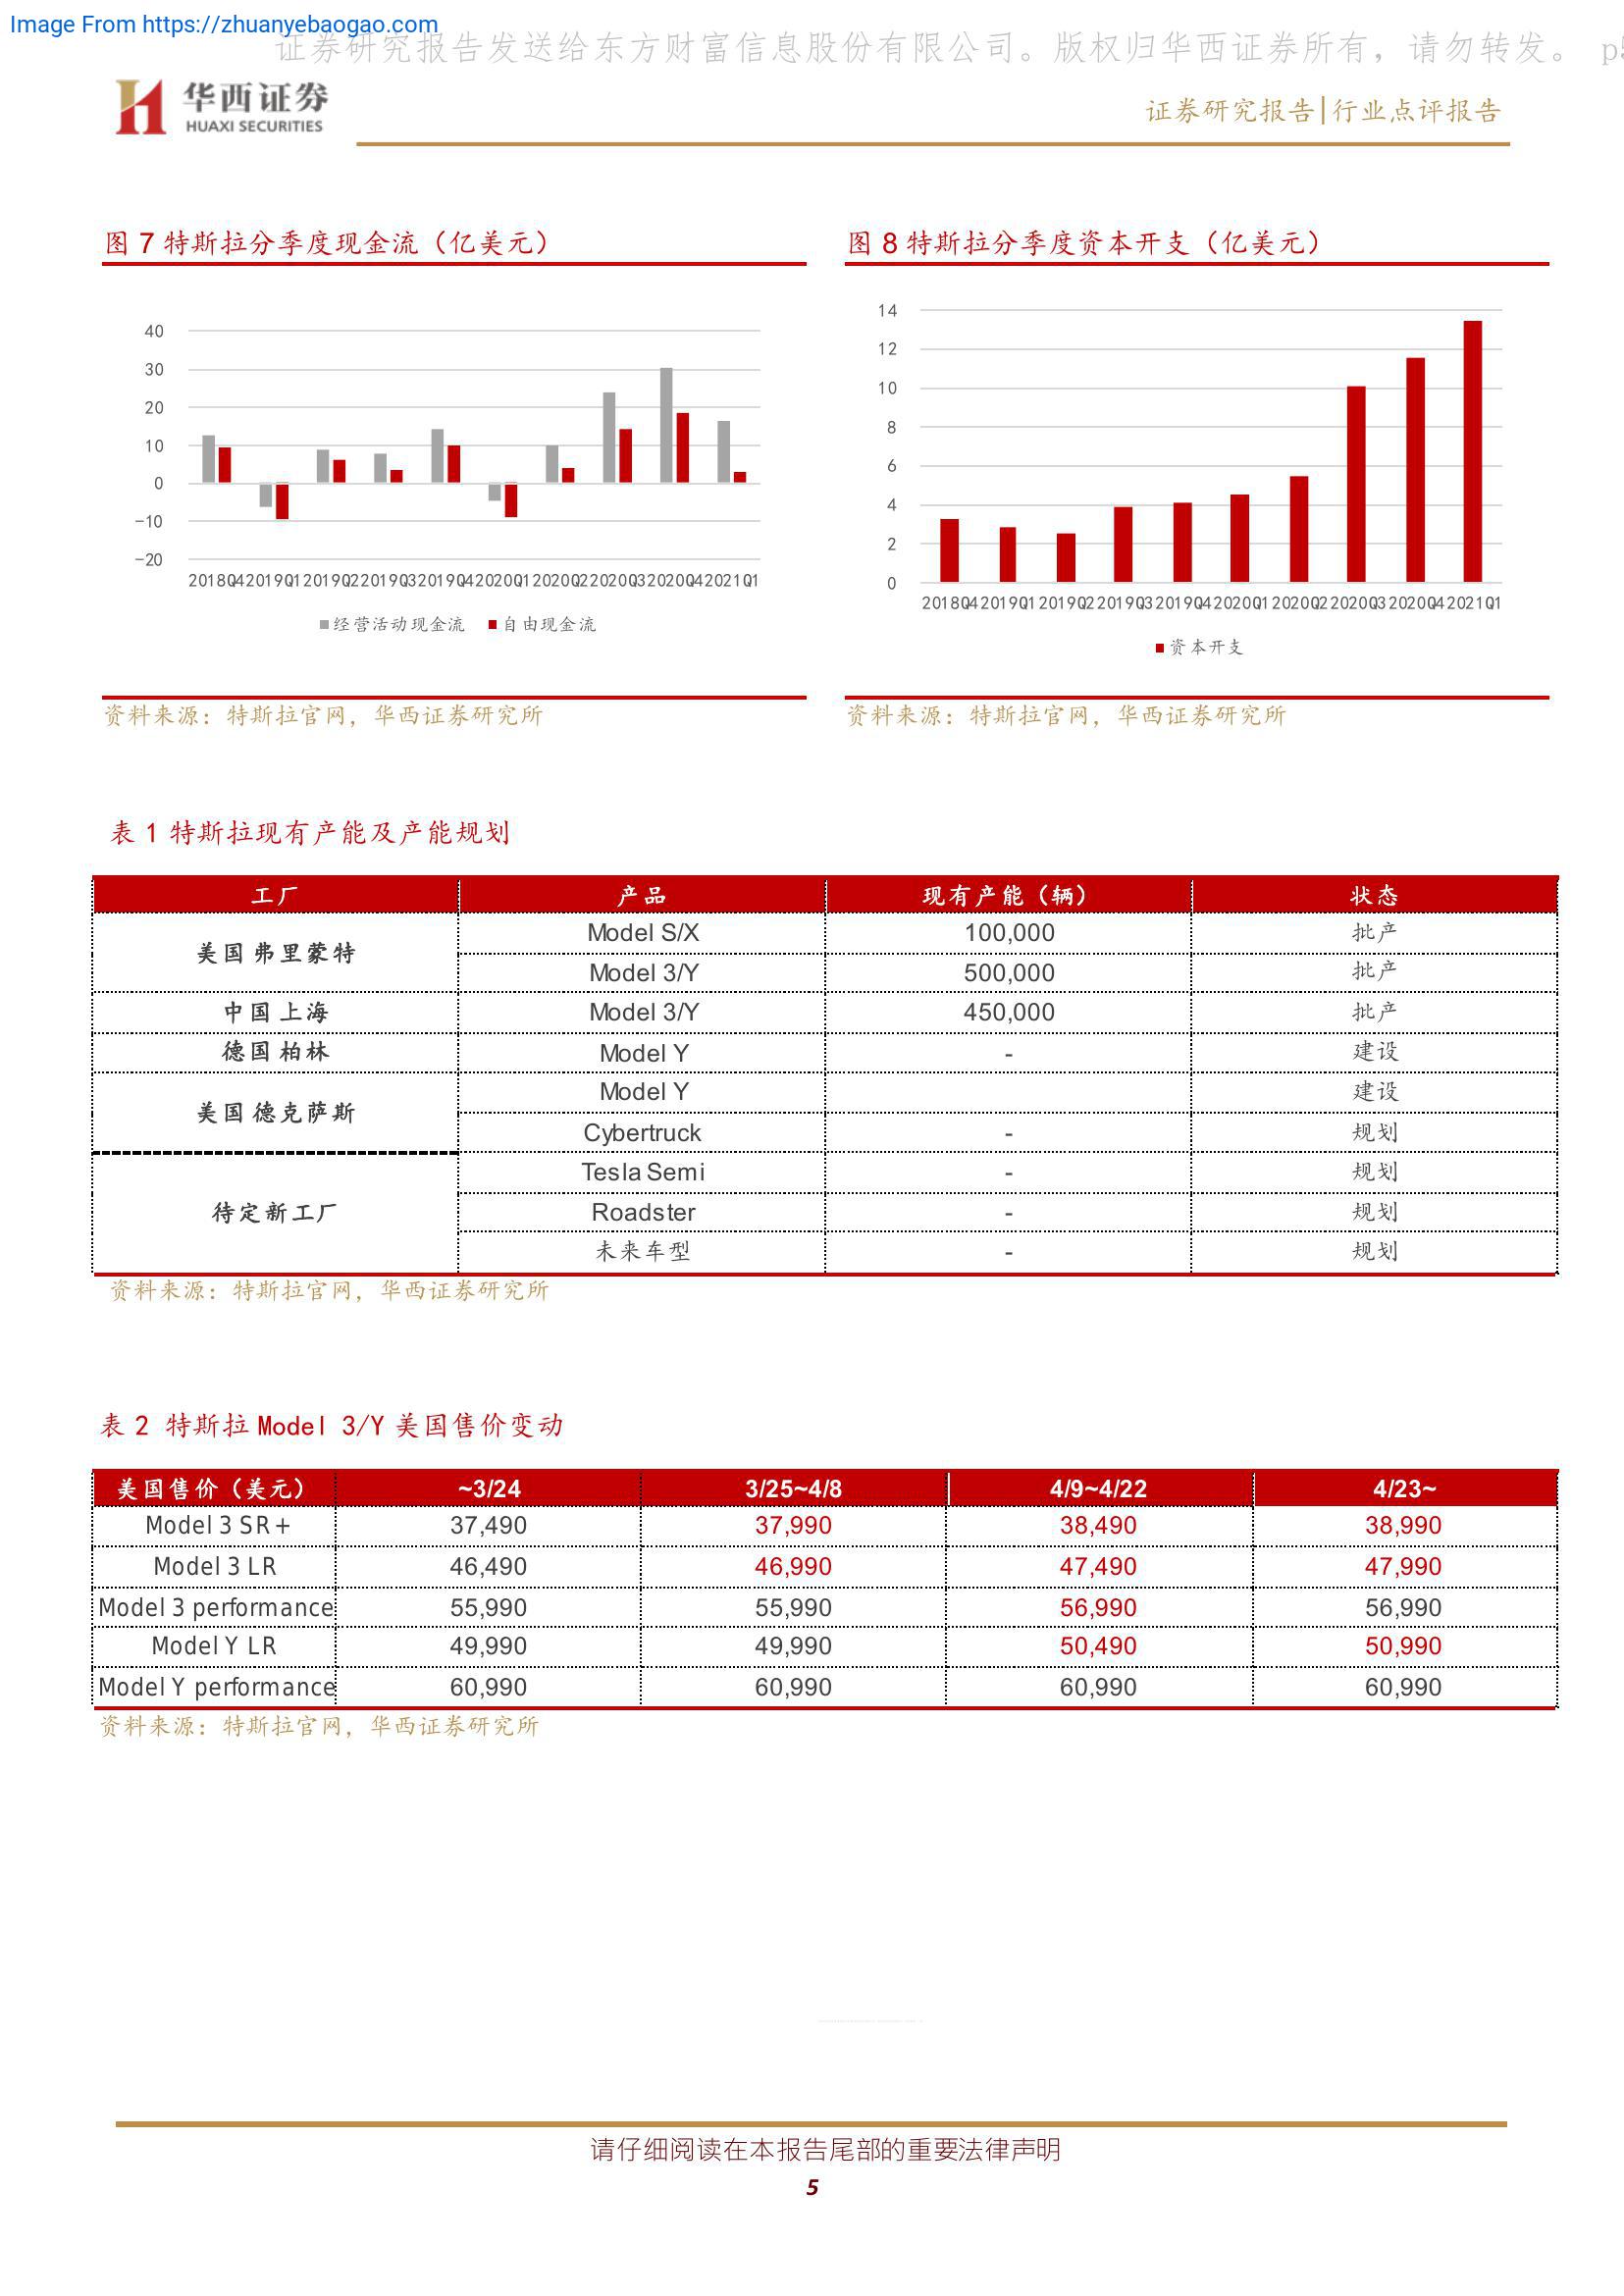 Image From https://zhuanyebaogao.com
证券研究报告发送给东方财富信息股份有限公司。版权归华西证券所有，请勿转发。 p5
华西证券
HUAXI SECURITIES
证券研究报告|行业点评报告
图 7 特斯拉分季度现金流（亿美元）
40
30
20
10
0
-10
-20
2018Q4 2019Q1 2019Q2 2019Q3 2019Q4 2020Q1 2020Q2 2020Q3 2020Q4 2021Q1
经营活动现金流 自由现金流
资料来源：特斯拉官网，华西证券研究所
图 8 特斯拉分季度资本开支（亿美元）
14
12
10
8
6
4
2
0
2018Q4 2019Q1 2019Q2 2019Q3 2019Q4 2020Q1 2020Q2 2020Q3 2020Q4 2021Q1
资本开支
资料来源：特斯拉官网，华西证券研究所
表 1 特斯拉现有产能及产能规划
工厂 产品 现有产能（辆） 状态
美国 弗里蒙特 Model S/X 100,000 批产
Model 3/Y 500,000 批产
中国 上海 Model 3/Y 450,000 批产
德国 柏林 Model Y - 建设
美国 德克萨斯 Model Y 建设
Cybertruck - 规划
待定新工厂 Tesla Semi - 规划
Roadster - 规划
未来车型 - 规划
资料来源：特斯拉官网，华西证券研究所
表 2 特斯拉 Model 3/Y 美国售价变动
美国售价（美元） ~3/24 3/25~4/8 4/9~4/22 4/23~
Model 3 SR+ 37,490 37,990 38,490 38,990
Model 3 LR 46,490 46,990 47,490 47,990
Model 3 performance 55,990 55,990 56,990 56,990
Model Y LR 49,990 49,990 50,490 50,990
Model Y performance 60,990 60,990 60,990 60,990
资料来源：特斯拉官网，华西证券研究所
请仔细阅读在本报告尾部的重要法律声明
5